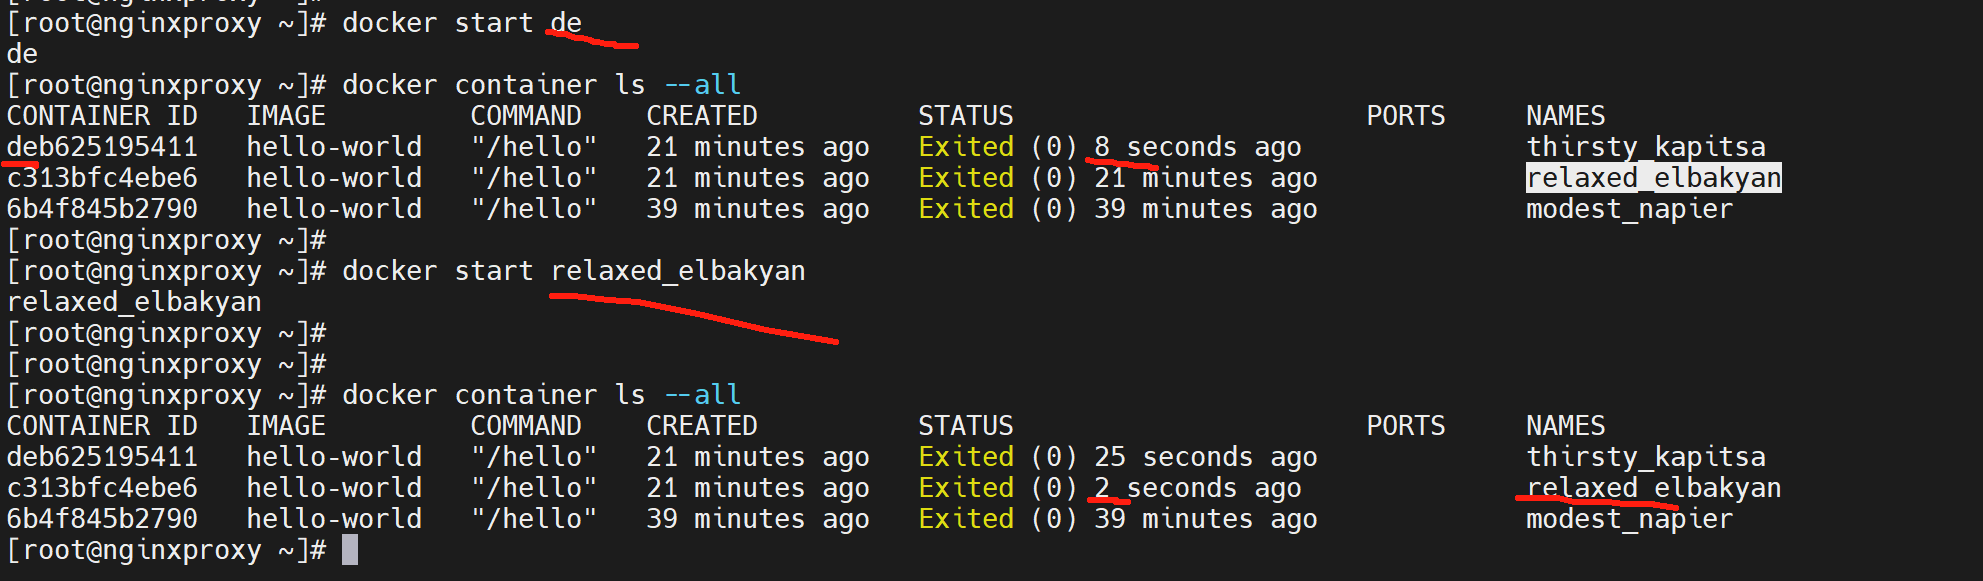 [root@nginxproxy ~]#
[root@nginxproxy ~]# docker start de
de
[root@nginxproxy ~]# docker container ls --all
CONTAINER ID   IMAGE         COMMAND    CREATED          STATUS                      PORTS     NAMES
deb625195411   hello-world   "/hello"   21 minutes ago   Exited (0) 8 seconds ago              thirsty_kapitsa
c313bfc4ebe6   hello-world   "/hello"   21 minutes ago   Exited (0) 21 minutes ago             relaxed_elbakyan
6b4f845b2790   hello-world   "/hello"   39 minutes ago   Exited (0) 39 minutes ago             modest_napier
[root@nginxproxy ~]#
[root@nginxproxy ~]# docker start relaxed_elbakyan
relaxed_elbakyan
[root@nginxproxy ~]#
[root@nginxproxy ~]#
[root@nginxproxy ~]# docker container ls --all
CONTAINER ID   IMAGE         COMMAND    CREATED          STATUS                      PORTS     NAMES
deb625195411   hello-world   "/hello"   21 minutes ago   Exited (0) 25 seconds ago             thirsty_kapitsa
c313bfc4ebe6   hello-world   "/hello"   21 minutes ago   Exited (0) 2 seconds ago              relaxed_elbakyan
6b4f845b2790   hello-world   "/hello"   39 minutes ago   Exited (0) 39 minutes ago             modest_napier
[root@nginxproxy ~]#